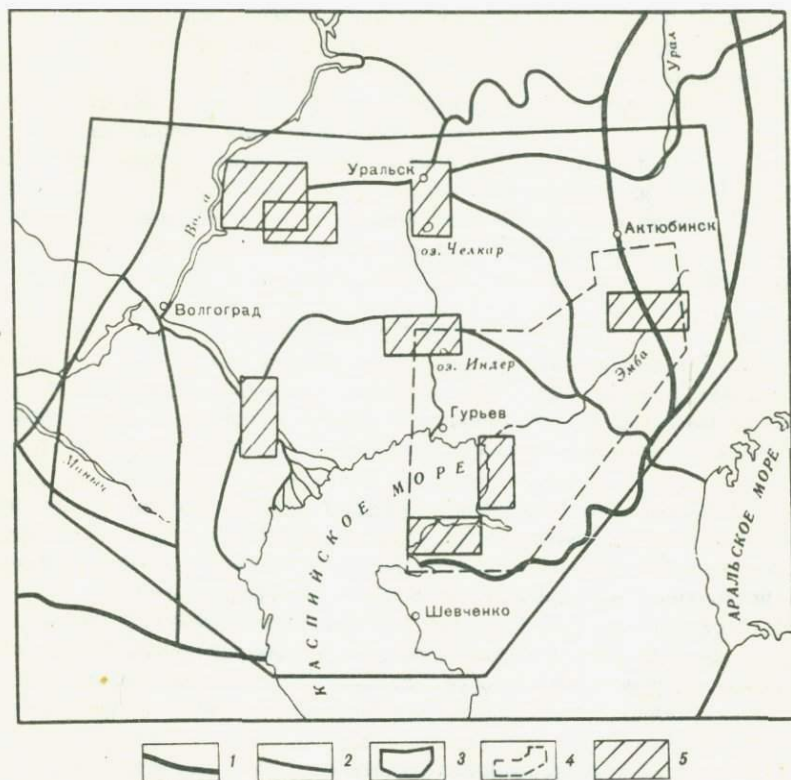 Урал
Уральск
оз. Челкар
Актюбинск
Волгоград
оз. Индер
Эмба
Гурьев
Маныч
КАСПИЙСКОЕ МОРЕ
АРАЛЬСКОЕ МОРЕ
Шевченко
1 2 3 4 5